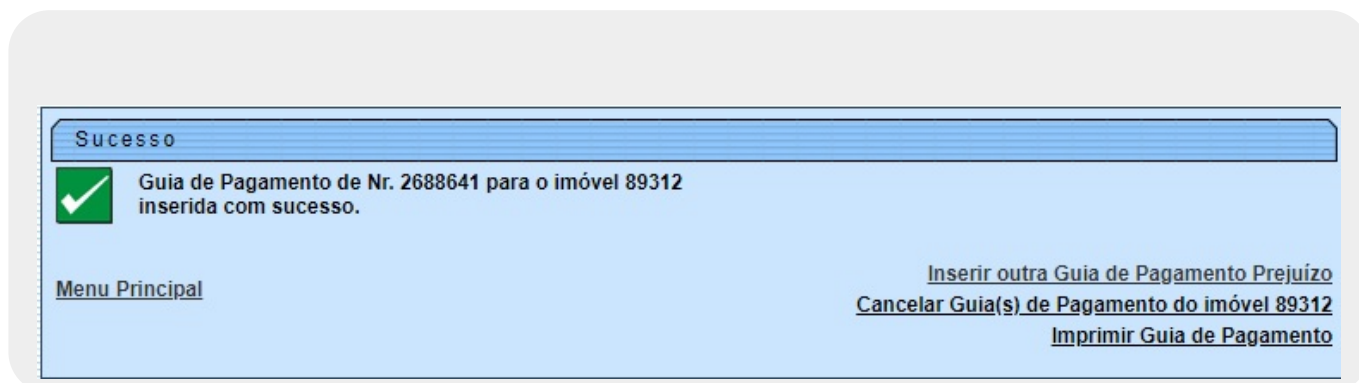 Sucesso
Guia de Pagamento de Nr. 2688641 para o imóvel 89312
inserida com sucesso.
Menu Principal
Inserir outra Guia de Pagamento Prejuízo
Cancelar Guia(s) de Pagamento do imóvel 89312
Imprimir Guia de Pagamento